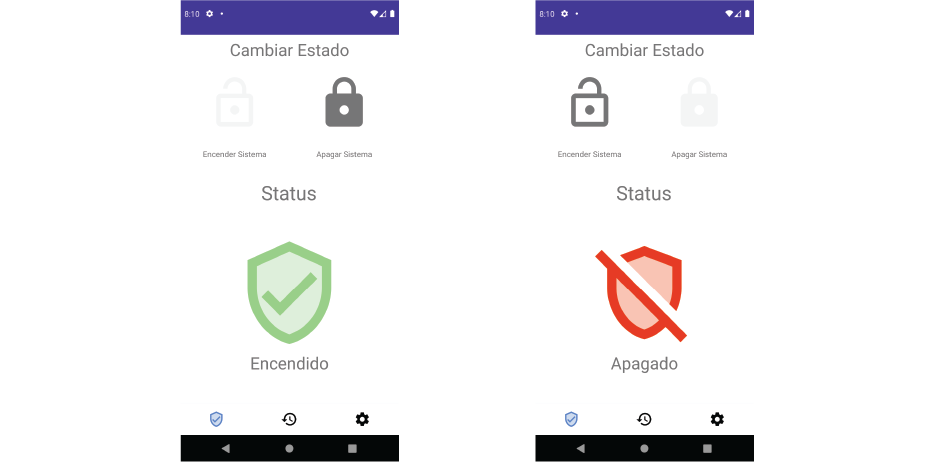 8:10
Cambiar Estado
Encender Sistema Apagar Sistema
Status
Encendido
8:10
Cambiar Estado
Encender Sistema Apagar Sistema
Status
Apagado